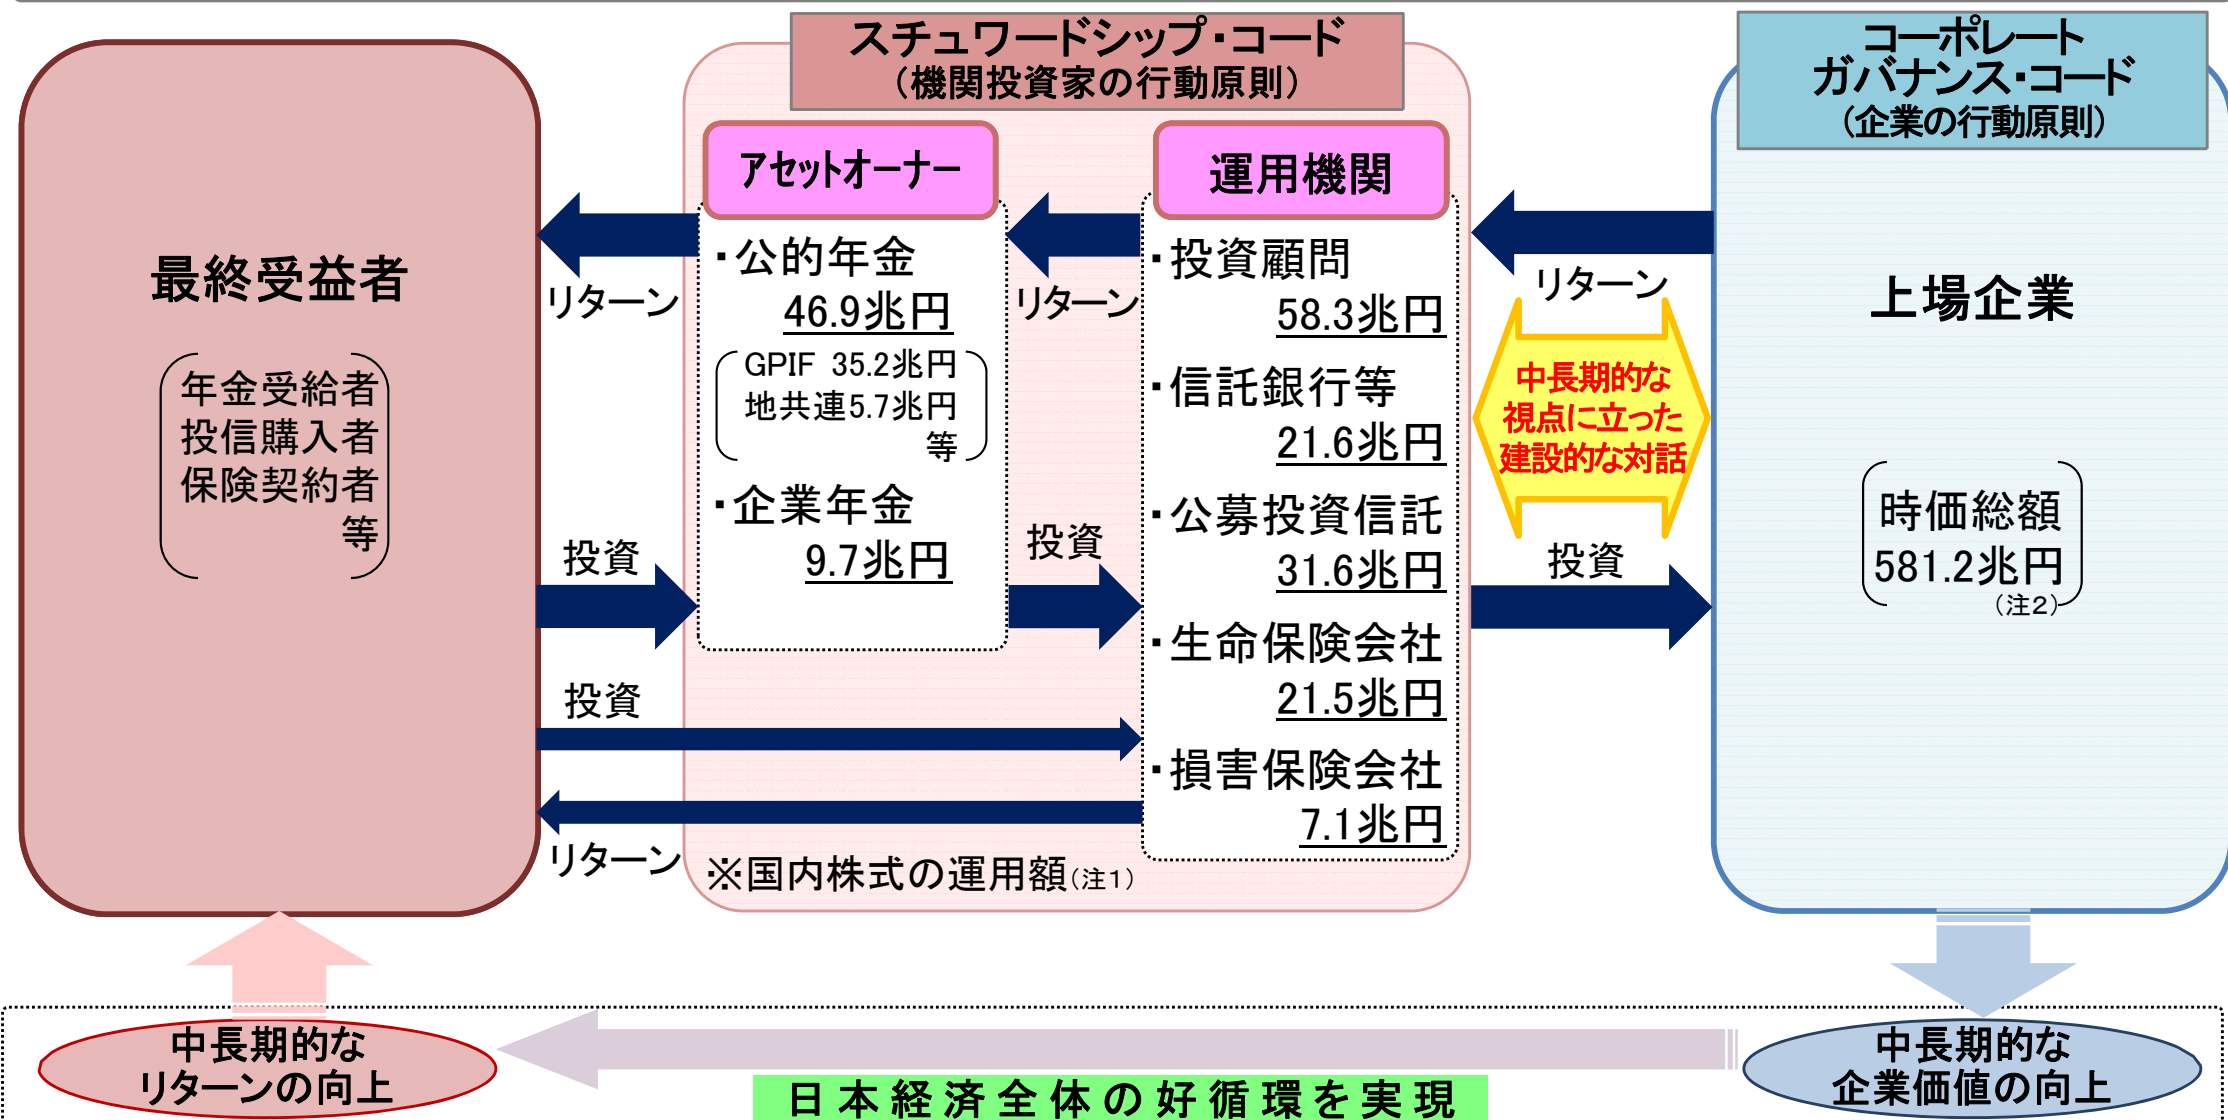 スチュワードシップ・コード
（機関投資家の行動原則）
コーポレート
ガバナンス・コード
（企業の行動原則）
最終受益者
年金受給者
投信購入者
保険契約者
等
リターン
投資
投資
リターン
アセットオーナー
・公的年金
46.9兆円
GPIF 35.2兆円
地共連5.7兆円
等
・企業年金
9.7兆円
リターン
投資
運用機関
・投資顧問
58.3兆円
・信託銀行等
21.6兆円
・公募投資信託
31.6兆円
・生命保険会社
21.5兆円
・損害保険会社
7.1兆円
※国内株式の運用額（注1）
リターン
中長期的な
視点に立った
建設的な対話
投資
上場企業
時価総額
581.2兆円
（注2）
中長期的な
リターンの向上
日本経済全体の好循環を実現
中長期的な
企業価値の向上